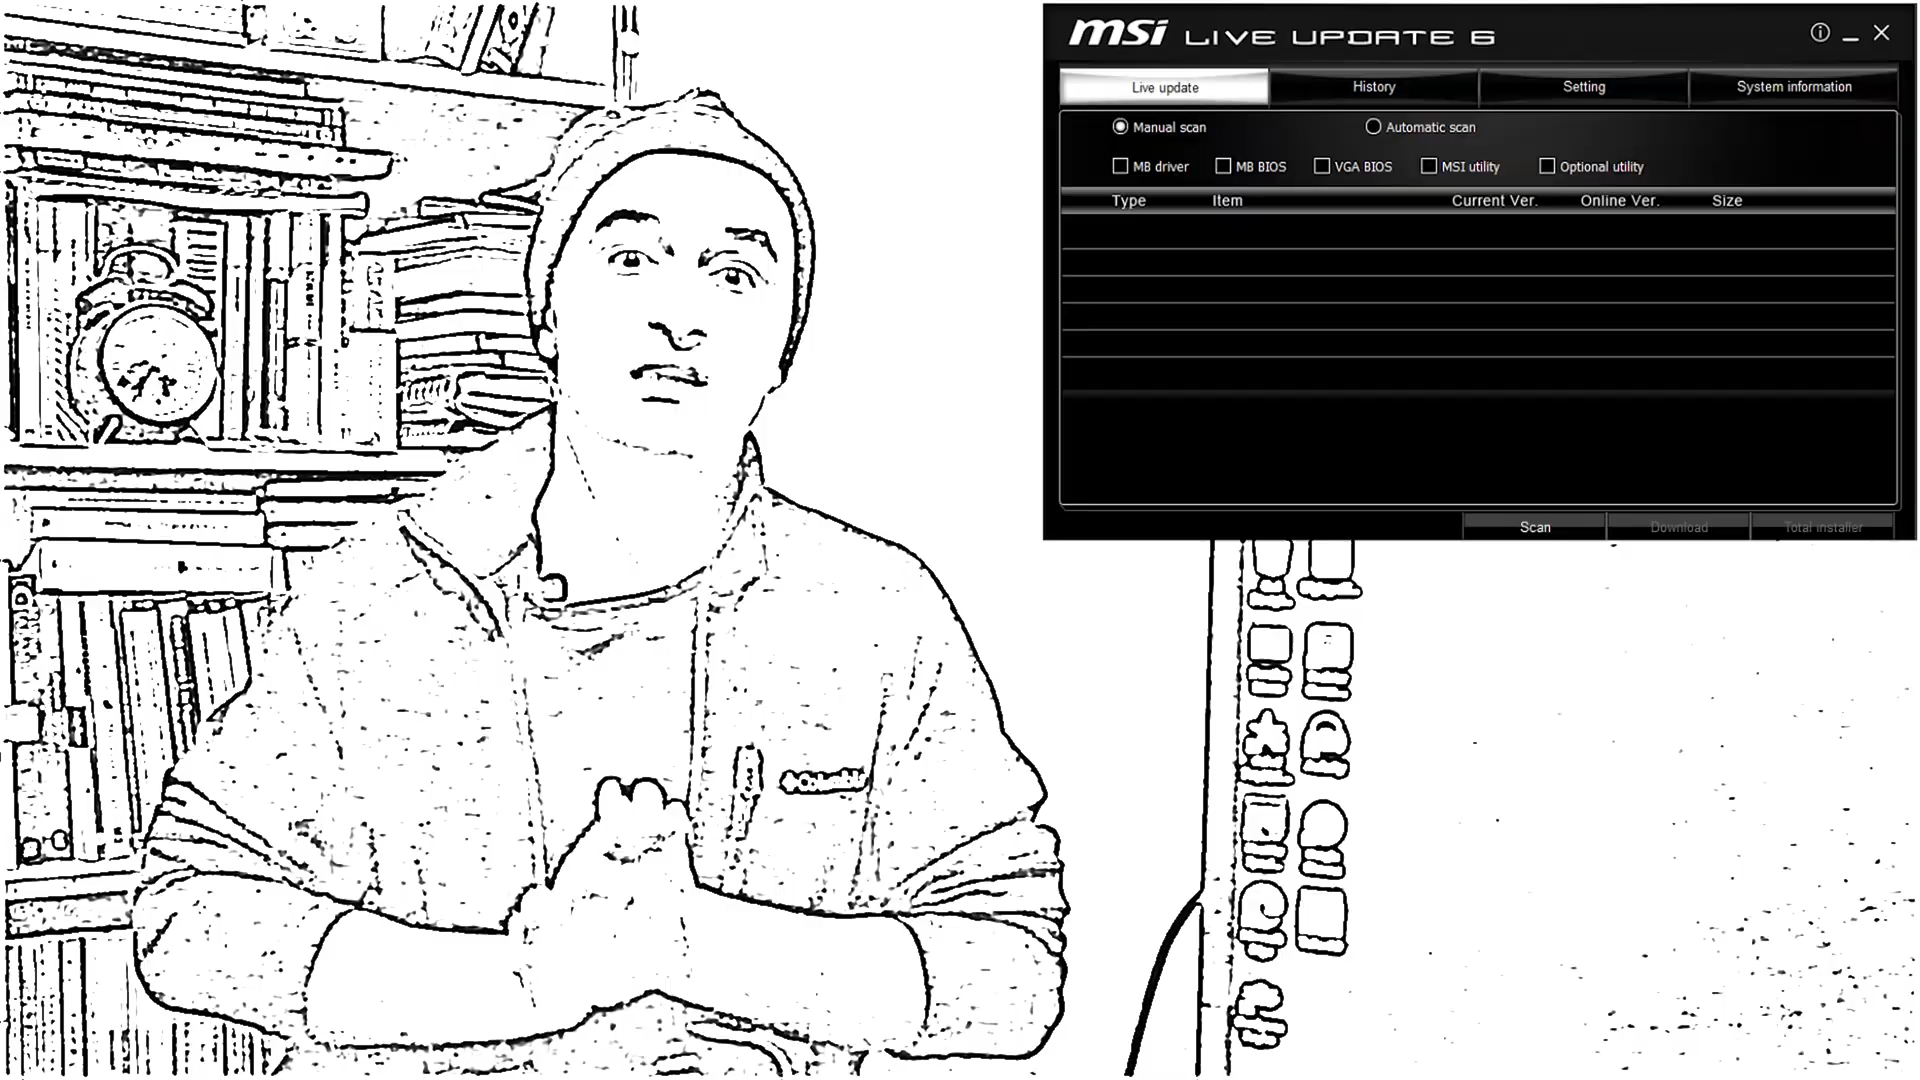 msi LIVE UPDATE 6
Live update History Setting System information
Manual scan Automatic scan
MB driver MB BIOS VGA BIOS MSI utility Optional utility
Type Item Current Ver. Online Ver. Size
Scan Download Total installer
Columbia